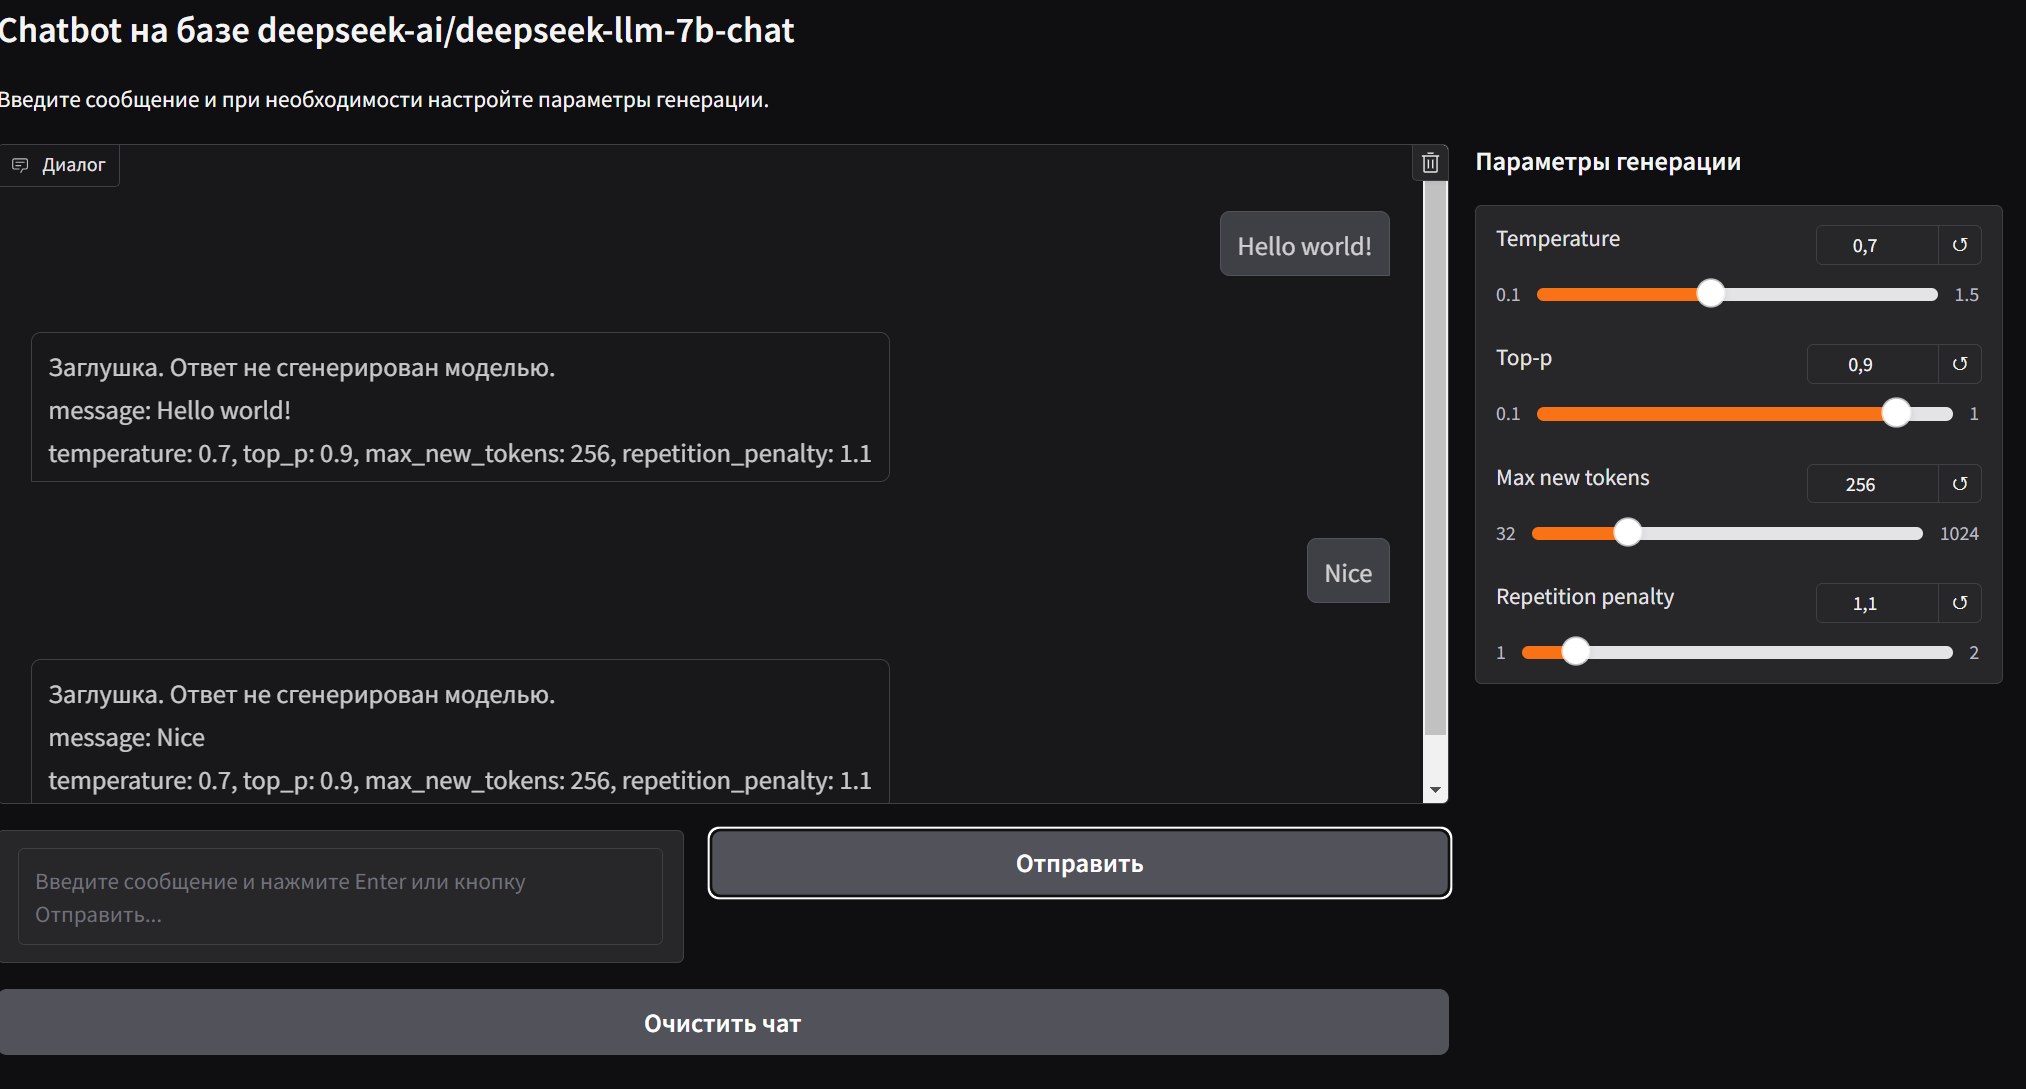 Chatbot на базе deepseek-ai/deepseek-llm-7b-chat
Введите сообщение и при необходимости настройте параметры генерации.
Диалог
Hello world!
Заглушка. Ответ не сгенерирован моделью.
message: Hello world!
temperature: 0.7, top_p: 0.9, max_new_tokens: 256, repetition_penalty: 1.1
Nice
Заглушка. Ответ не сгенерирован моделью.
message: Nice
temperature: 0.7, top_p: 0.9, max_new_tokens: 256, repetition_penalty: 1.1
Введите сообщение и нажмите Enter или кнопку
Отправить...
Отправить
Очистить чат
Параметры генерации
Temperature 0,7
0.1 1.5
Top-p 0,9
0.1 1
Max new tokens 256
32 1024
Repetition penalty 1,1
1 2